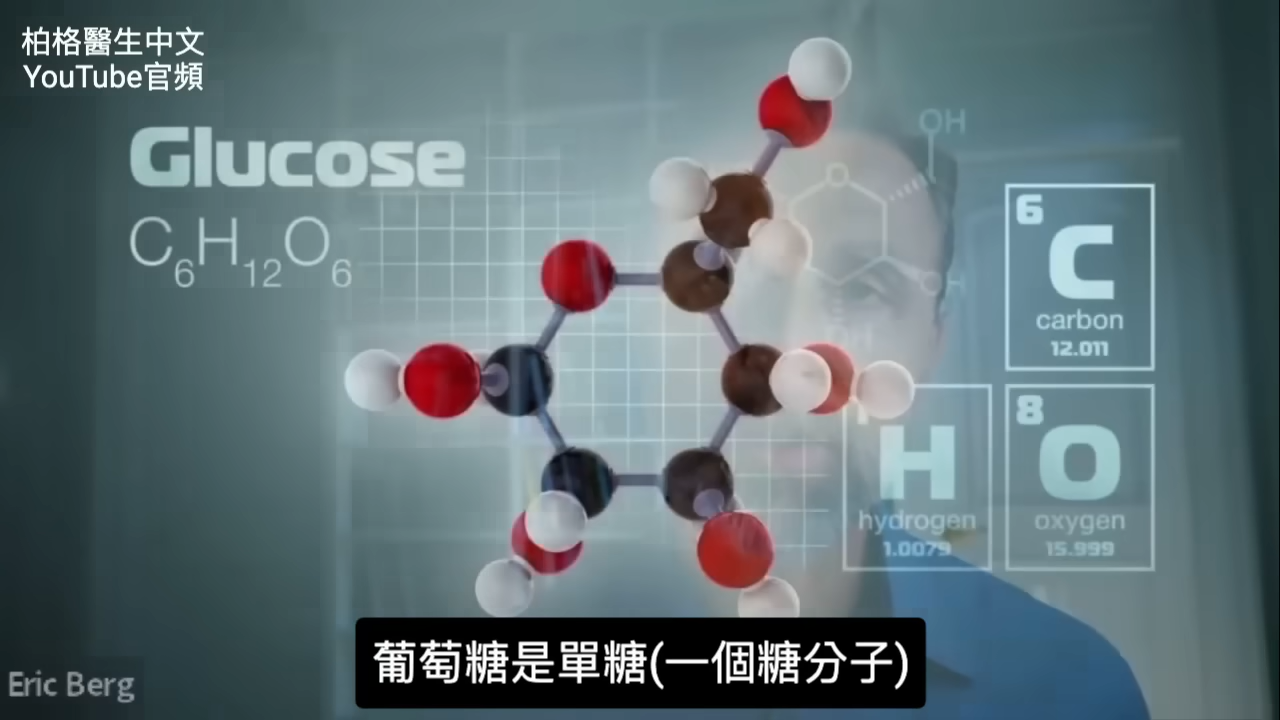 柏格醫生中文
YouTube官頻
Glucose
C6H12O6
OH
O
OH
6
C
carbon
12.011
H
hydrogen
1.0079
8
O
oxygen
15.999
葡萄糖是單糖(一個糖分子)
Eric Berg